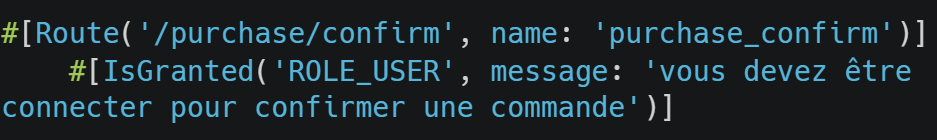 #[Route('/purchase/confirm', name: 'purchase_confirm')]
#[IsGranted('ROLE_USER', message: 'vous devez être
connecter pour confirmer une commande')]